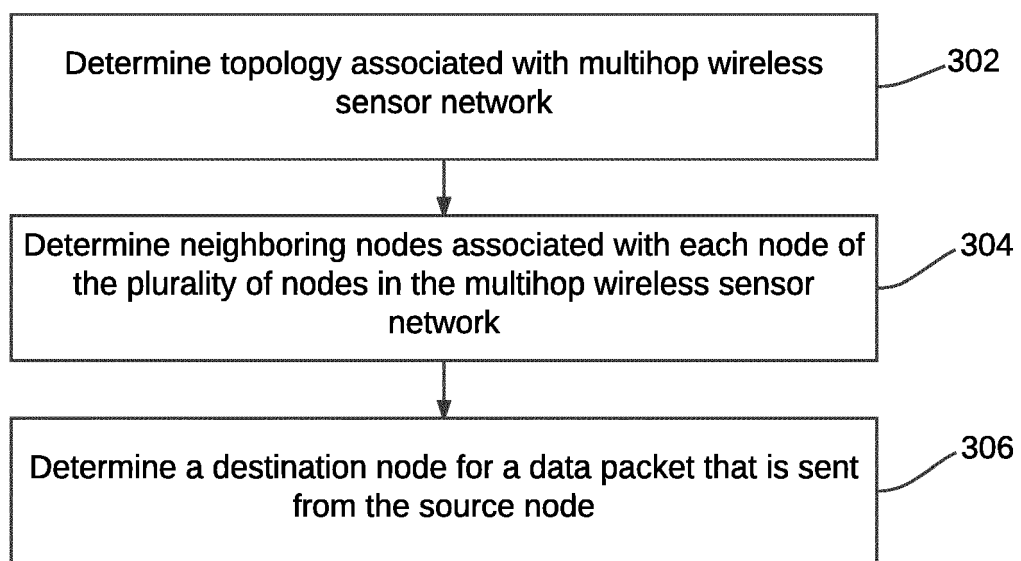 Determine topology associated with multihop wireless
sensor network
302
Determine neighboring nodes associated with each node of
the plurality of nodes in the multihop wireless sensor
network
304
Determine a destination node for a data packet that is sent
from the source node
306